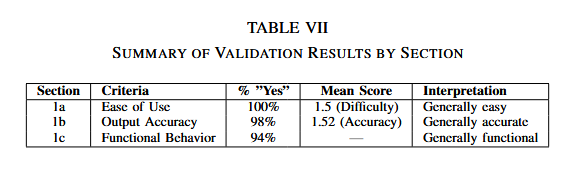 TABLE VII
SUMMARY OF VALIDATION RESULTS BY SECTION
Section Criteria % "Yes" Mean Score Interpretation
1a Ease of Use 100% 1.5 (Difficulty) Generally easy
1b Output Accuracy 98% 1.52 (Accuracy) Generally accurate
1c Functional Behavior 94% — Generally functional